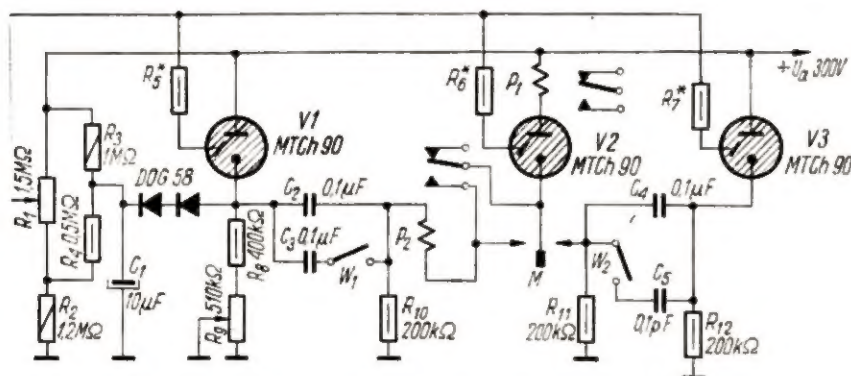 R5*
R6*
P1
+Ua 300V
R7*
R3
1MΩ
V1
MTCh 90
V2
MTCh 90
V3
MTCh 90
R1 1,5MΩ
R4 0,5MΩ
DOG 58
C2 0,1μF
C4 0,1μF
C3 0,1μF
W1
P2
R8 400kΩ
M
W2
C5
0,1pF
C1
10μF
R2
1,2MΩ
R9 510kΩ
R10
200kΩ
R11
200kΩ
R12
200kΩ